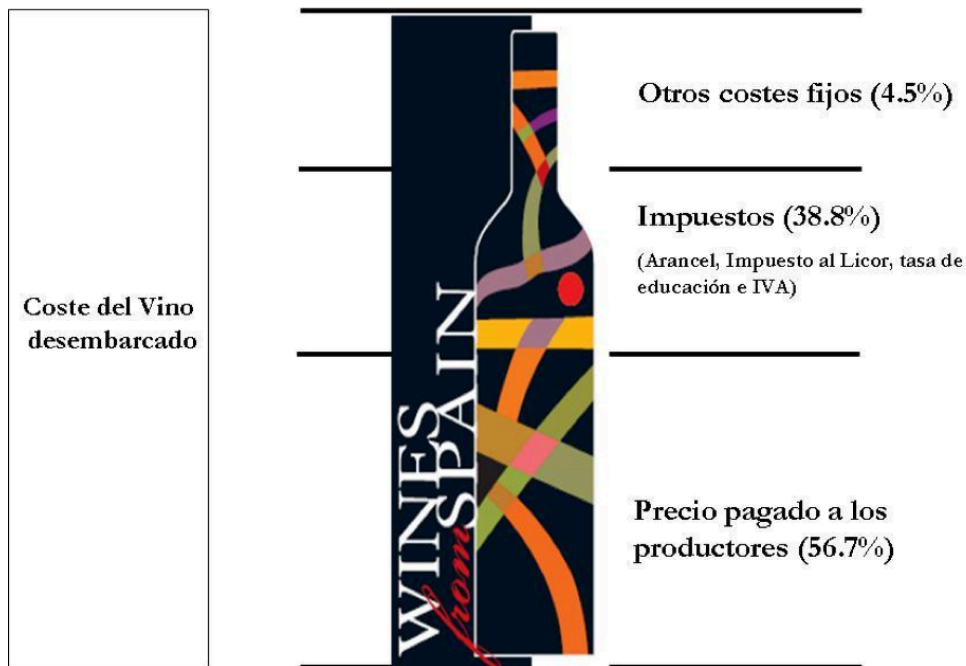 Otros costes fijos (4.5%)
Impuestos (38.8%)
(Arancel, Impuesto al Licor, tasa de
educación e IVA)
Coste del Vino
desembarcado
WINES
from SPAIN
Precio pagado a los
productores (56.7%)